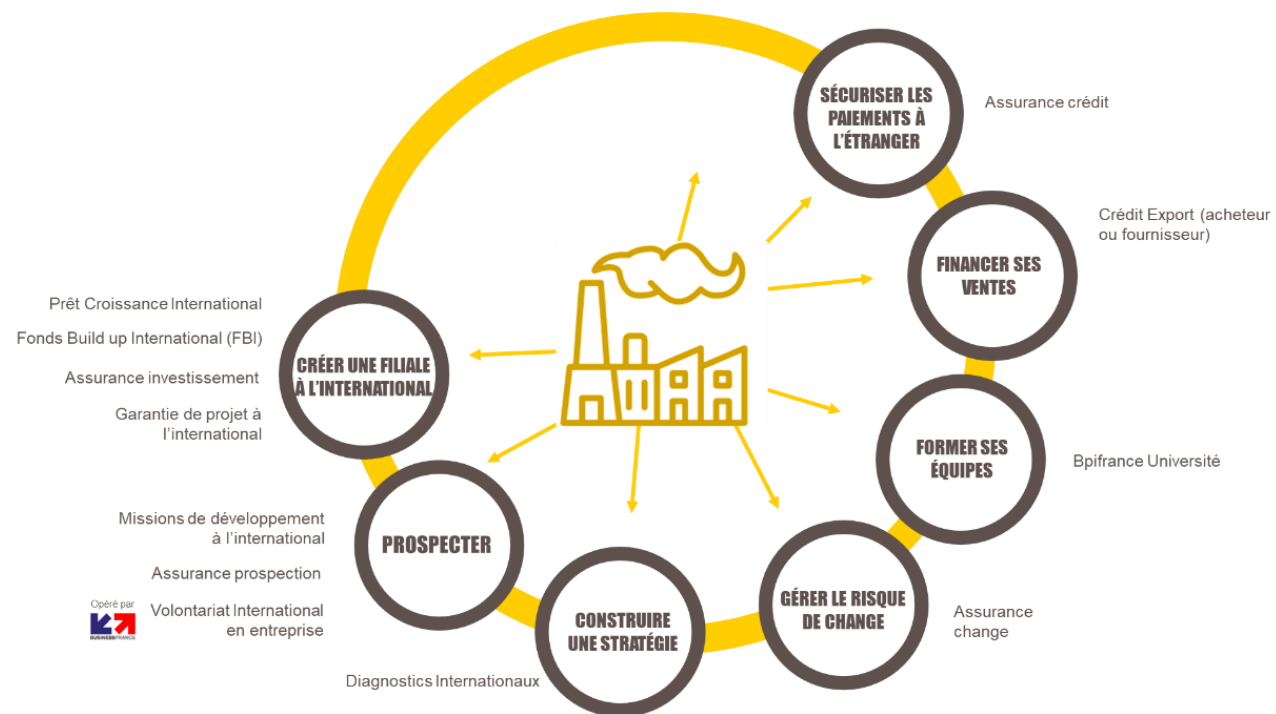 SÉCURISER LES
PAIEMENTS À
L'ÉTRANGER
Assurance crédit
FINANCER SES
VENTES
Crédit Export (acheteur
ou fournisseur)
FORMER SES
ÉQUIPES
Bpifrance Université
GÉRER LE RISQUE
DE CHANGE
Assurance
change
CONSTRUIRE
UNE STRATÉGIE
Diagnostics Internationaux
PROSPECTER
Missions de développement
à l'international
Assurance prospection
Opéré par
BUSINESSFRANCE
Volontariat International
en entreprise
CRÉER UNE FILIALE
À L'INTERNATIONAL
Prêt Croissance International
Fonds Build up International (FBI)
Assurance investissement
Garantie de projet à
l'international